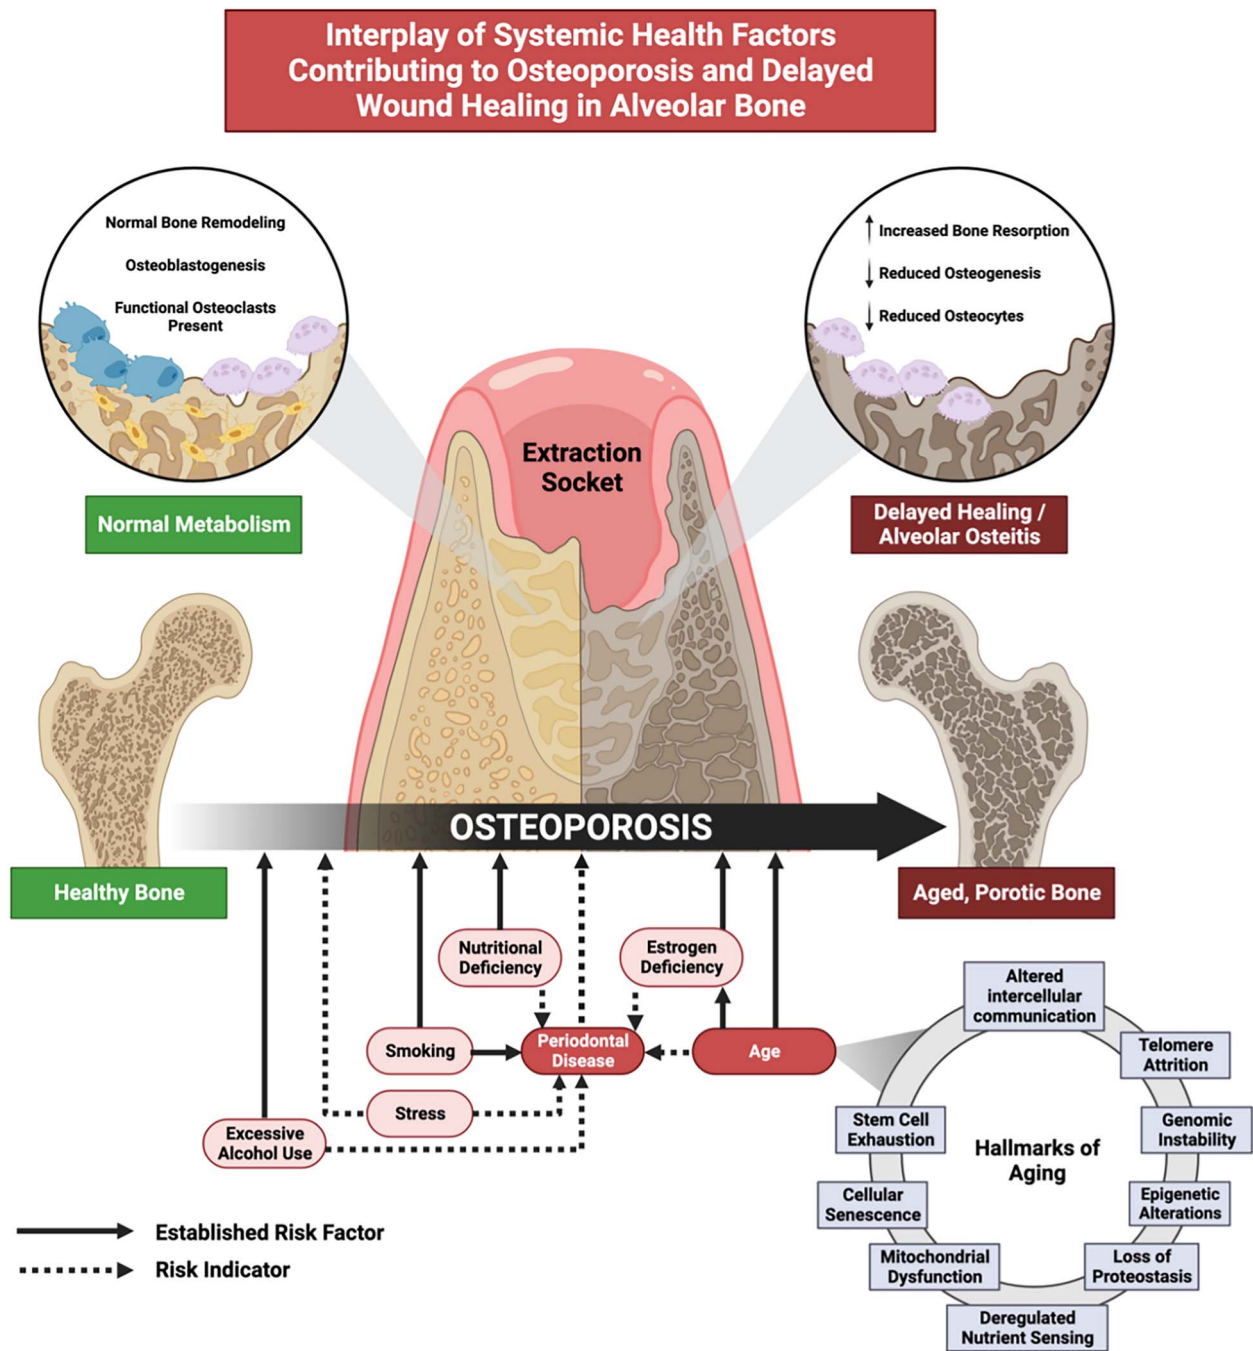 Interplay of Systemic Health Factors
Contributing to Osteoporosis and Delayed
Wound Healing in Alveolar Bone
Normal Bone Remodeling
Osteoblastogenesis
Functional Osteoclasts
Present
Increased Bone Resorption
Reduced Osteogenesis
Reduced Osteocytes
Extraction
Socket
Normal Metabolism
Delayed Healing /
Alveolar Osteitis
OSTEOPOROSIS
Healthy Bone
Aged, Porotic Bone
Nutritional
Deficiency
Estrogen
Deficiency
Smoking
Periodontal
Disease
Age
Stress
Excessive
Alcohol Use
Altered
intercellular
communication
Telomere
Attrition
Stem Cell
Exhaustion
Genomic
Instability
Hallmarks of
Aging
Cellular
Senescence
Epigenetic
Alterations
Mitochondrial
Dysfunction
Loss of
Proteostasis
Deregulated
Nutrient Sensing
Established Risk Factor
Risk Indicator